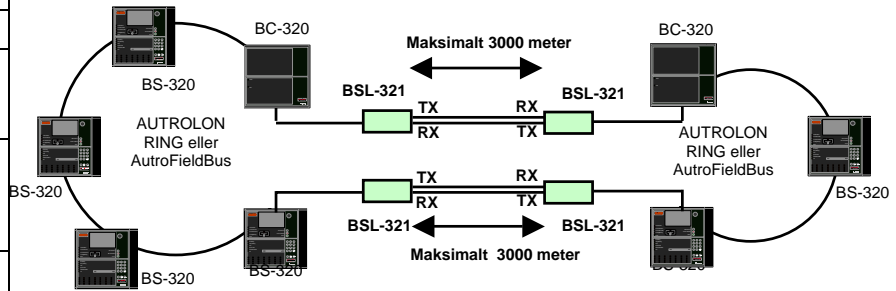 BC-320
BS-320
AUTROLON
RING eller
AutroFieldBus
BS-320
BS-320
BS-320
Maksimalt 3000 meter
BSL-321
BSL-321
TX
RX
RX
TX
TX
RX
RX
TX
BSL-321
BSL-321
Maksimalt 3000 meter
BC-320
AUTROLON
RING eller
AutroFieldBus
BS-320
BS-320